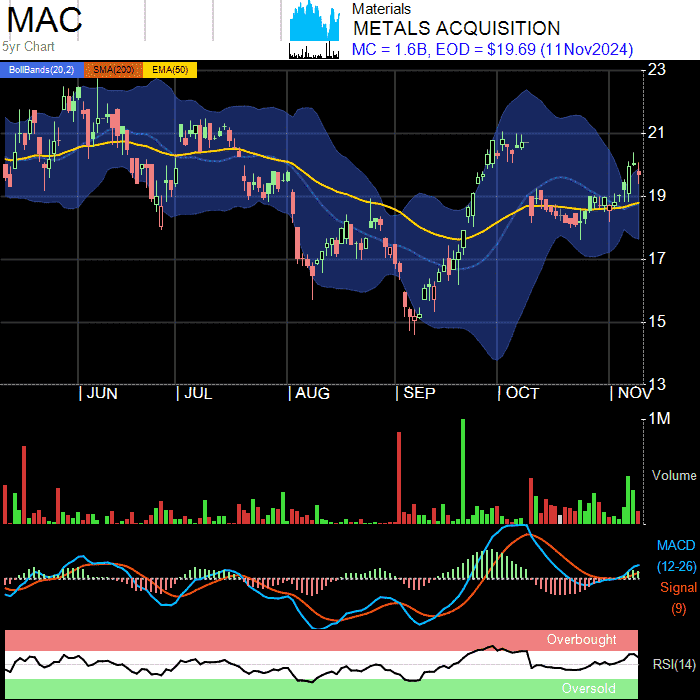 MAC
5yr Chart
Materials
METALS ACQUISITION
MC = 1.6B, EOD = $19.69 (11Nov2024)
BollBands(20,2) SMA(200) EMA(50)
23
21
19
17
15
13
JUN JUL AUG SEP OCT NOV
1M
Volume
MACD
(12-26)
Signal
(9)
Overbought
RSI(14)
Oversold